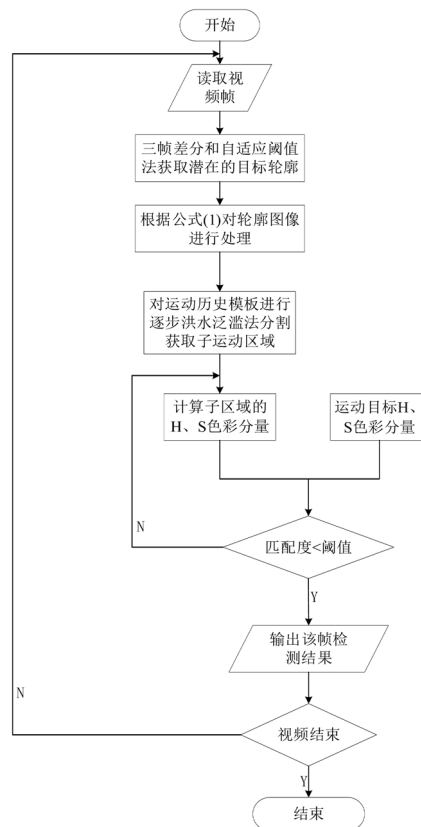 开始
读取视
频帧
三帧差分和自适应阈值
法获取潜在的目标轮廓
根据公式(1)对轮廓图像
进行处理
对运动历史模板进行
逐步洪水泛滥法分割
获取子运动区域
计算子区域的
H、S色彩分量
运动目标H、
S色彩分量
N
匹配度<阈值
Y
输出该帧检
测结果
N
视频结束
Y
结束